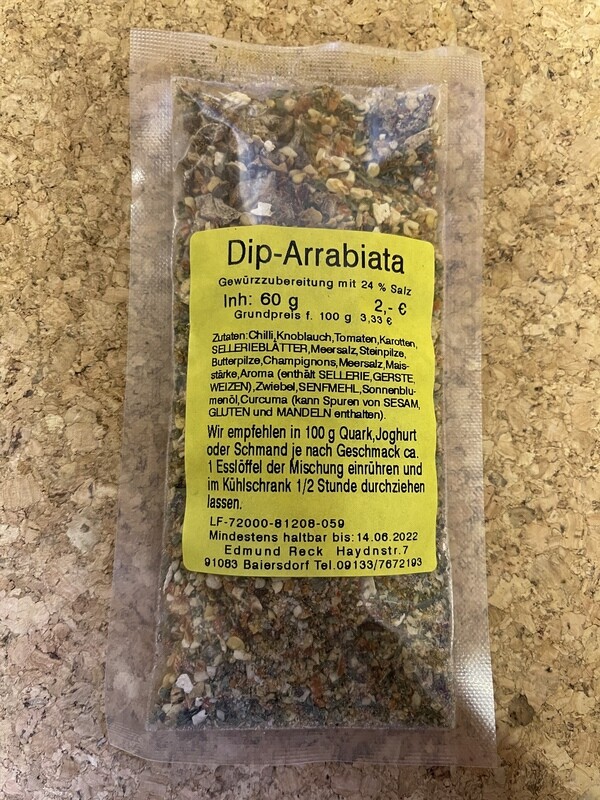 Dip-Arrabiata
Gewürzzubereitung mit 24 % Salz
Inh: 60 g 2,- €
Grundpreis f. 100 g 3,33 €
Zutaten:Chilli,Knoblauch,Tomaten,Karotten,
SELLERIEBLÄTTER,Meersalz,Steinpilze,
Butterpilze,Champignons,Meersalz,Mais-
stärke,Aroma (enthält SELLERIE,GERSTE,
WEIZEN),Zwiebel,SENFMEHL,Sonnenblu-
menöl,Curcuma (kann Spuren von SESAM,
GLUTEN und MANDELN enthalten).
Wir empfehlen in 100 g Quark,Joghurt
oder Schmand je nach Geschmack ca.
1 Esslöffel der Mischung einrühren und
im Kühlschrank 1/2 Stunde durchziehen
lassen.
LF-72000-81208-059
Mindestens haltbar bis:14.06.2022
Edmund Reck Haydnstr.7
91083 Baiersdorf Tel.09133/7672193